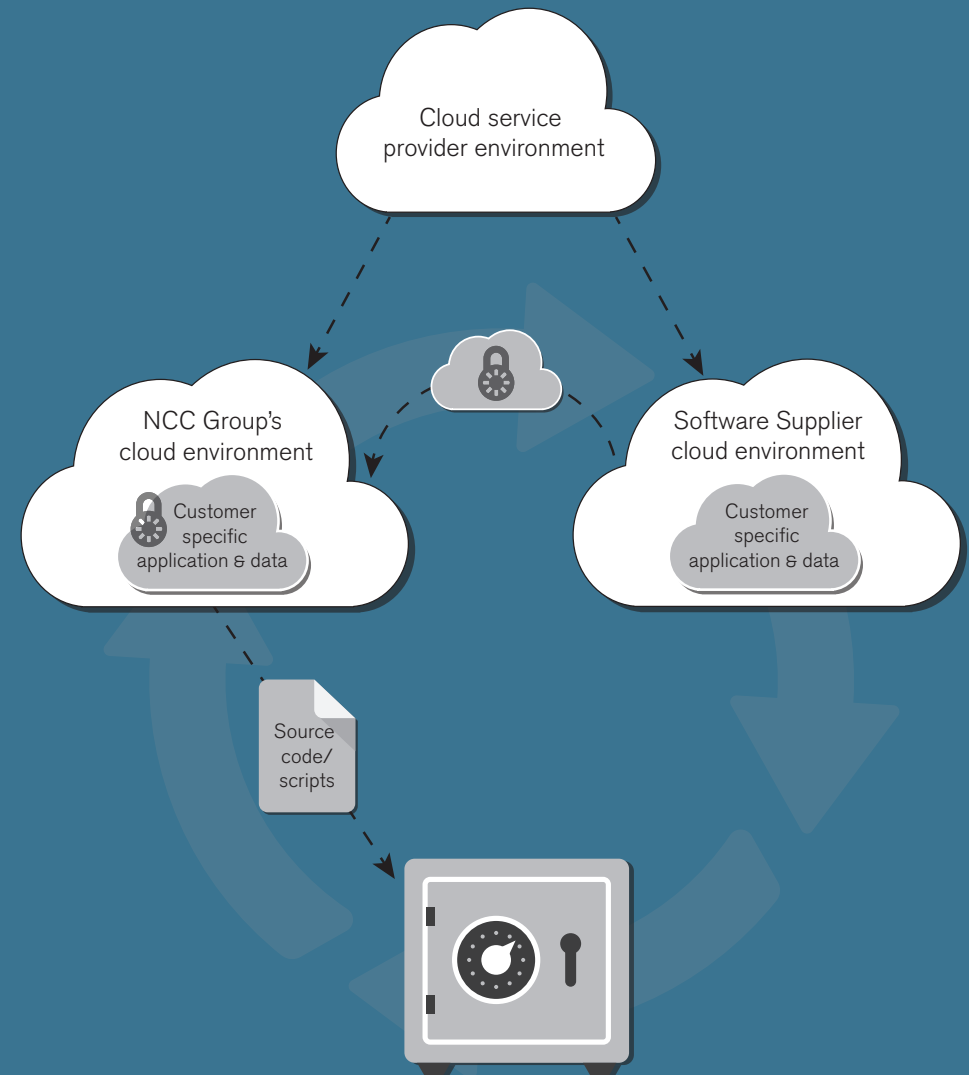 Cloud service
provider environment
NCC Group's
cloud environment
Customer
specific
application & data
Software Supplier
cloud environment
Customer
specific
application & data
Source
code/
scripts